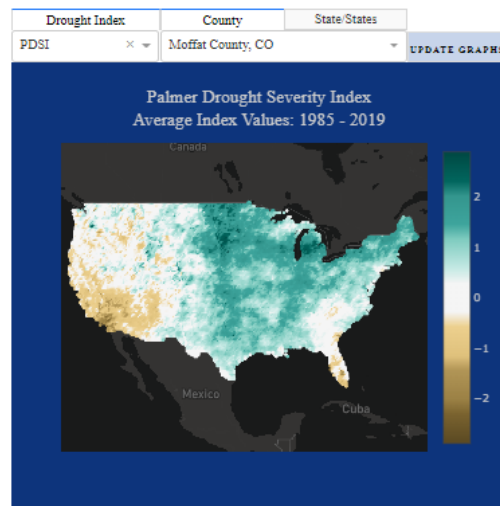 Drought Index
County
State/States
PDSI
Moffat County, CO
UPDATE GRAPHS
Palmer Drought Severity Index
Average Index Values: 1985 - 2019
Canada
2
1
0
−1
−2
Mexico
Cuba